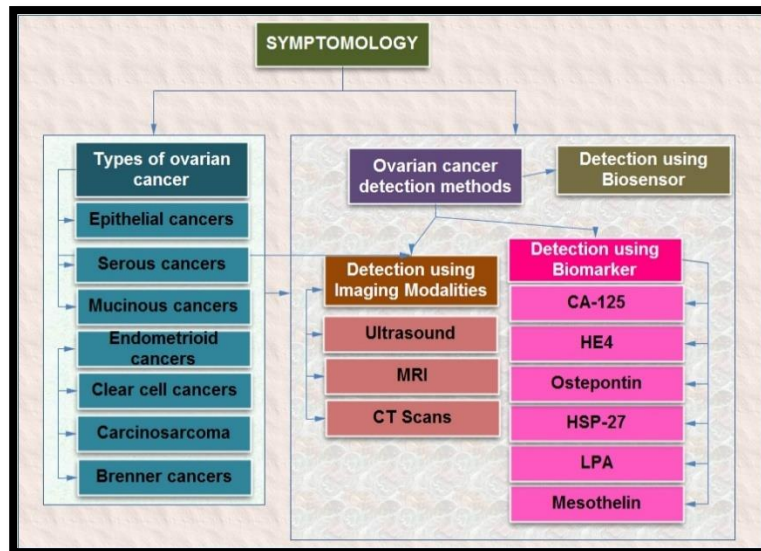 SYMPTOMOLOGY
Types of ovarian
cancer
Epithelial cancers
Serous cancers
Mucinous cancers
Endometrioid
cancers
Clear cell cancers
Carcinosarcoma
Brenner cancers
Ovarian cancer
detection methods
Detection using
Biosensor
Detection using
Imaging Modalities
Ultrasound
MRI
CT Scans
Detection using
Biomarker
CA-125
HE4
Ostepontin
HSP-27
LPA
Mesothelin